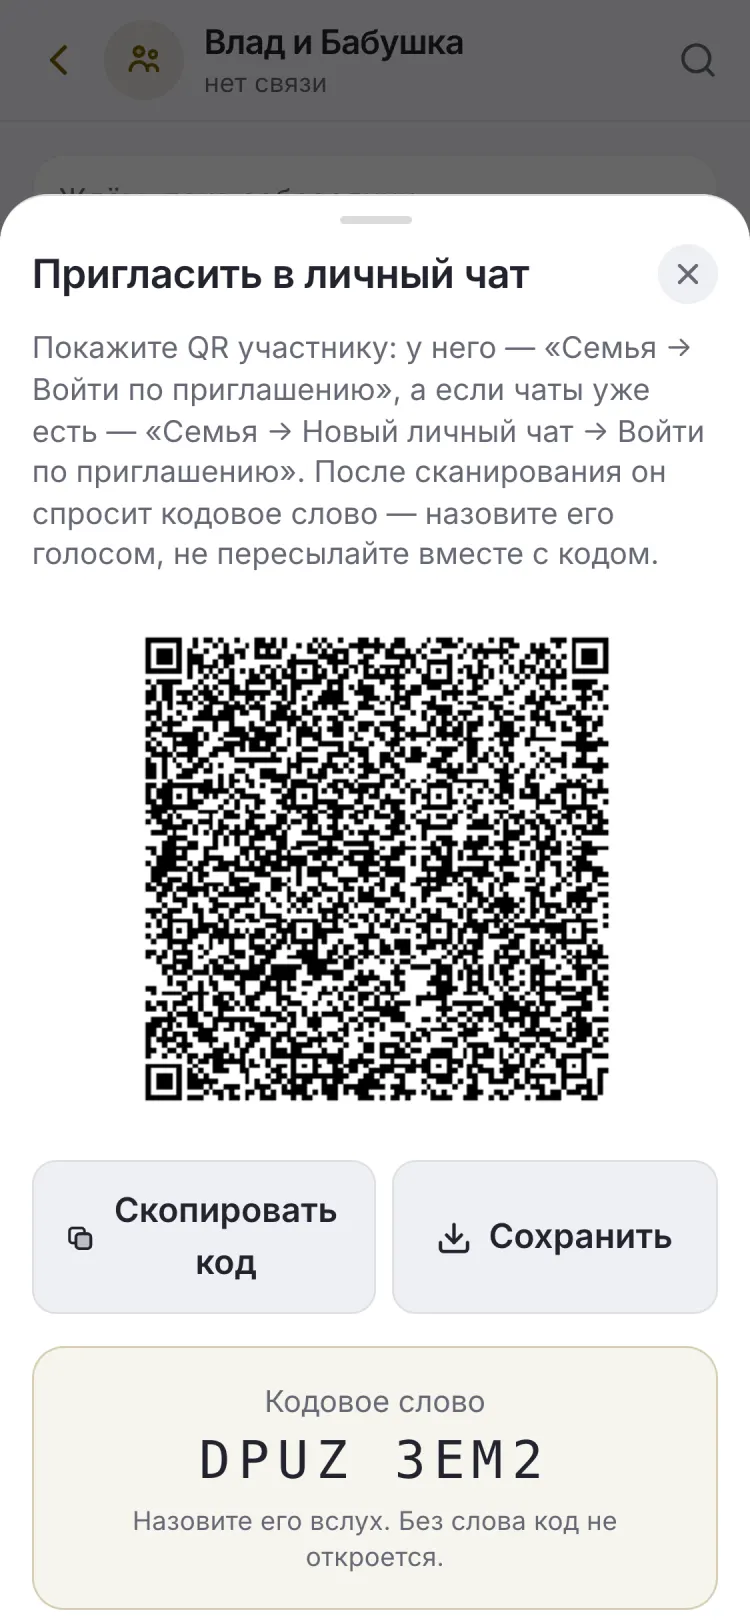 Влад и Бабушка
нет связи
Пригласить в личный чат
Покажите QR участнику: у него — «Семья →
Войти по приглашению», а если чаты уже
есть — «Семья → Новый личный чат → Войти
по приглашению». После сканирования он
спросит кодовое слово — назовите его
голосом, не пересылайте вместе с кодом.
Скопировать
код
Сохранить
Кодовое слово
DPUZ 3EM2
Назовите его вслух. Без слова код не
откроется.